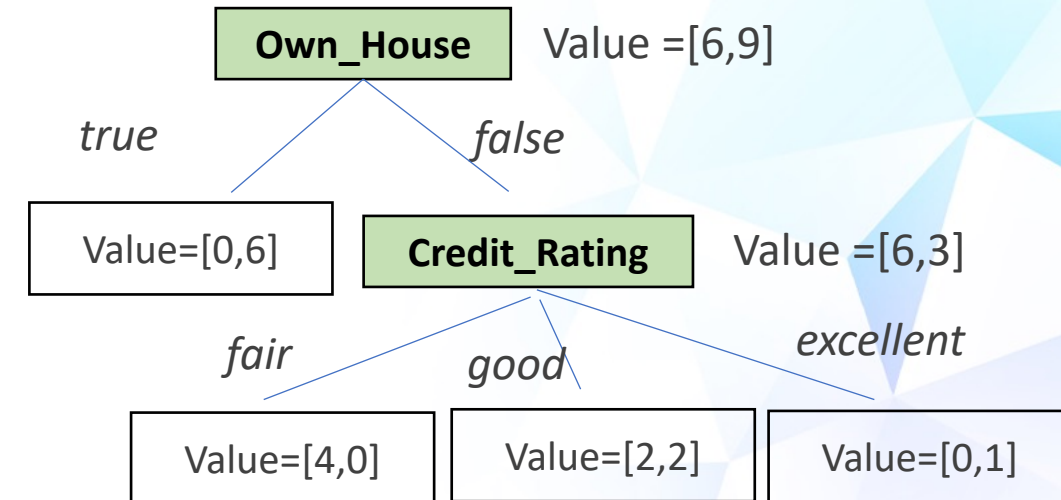 Own_House Value =[6,9]
true false
Value=[0,6] Credit_Rating Value =[6,3]
fair good excellent
Value=[4,0] Value=[2,2] Value=[0,1]